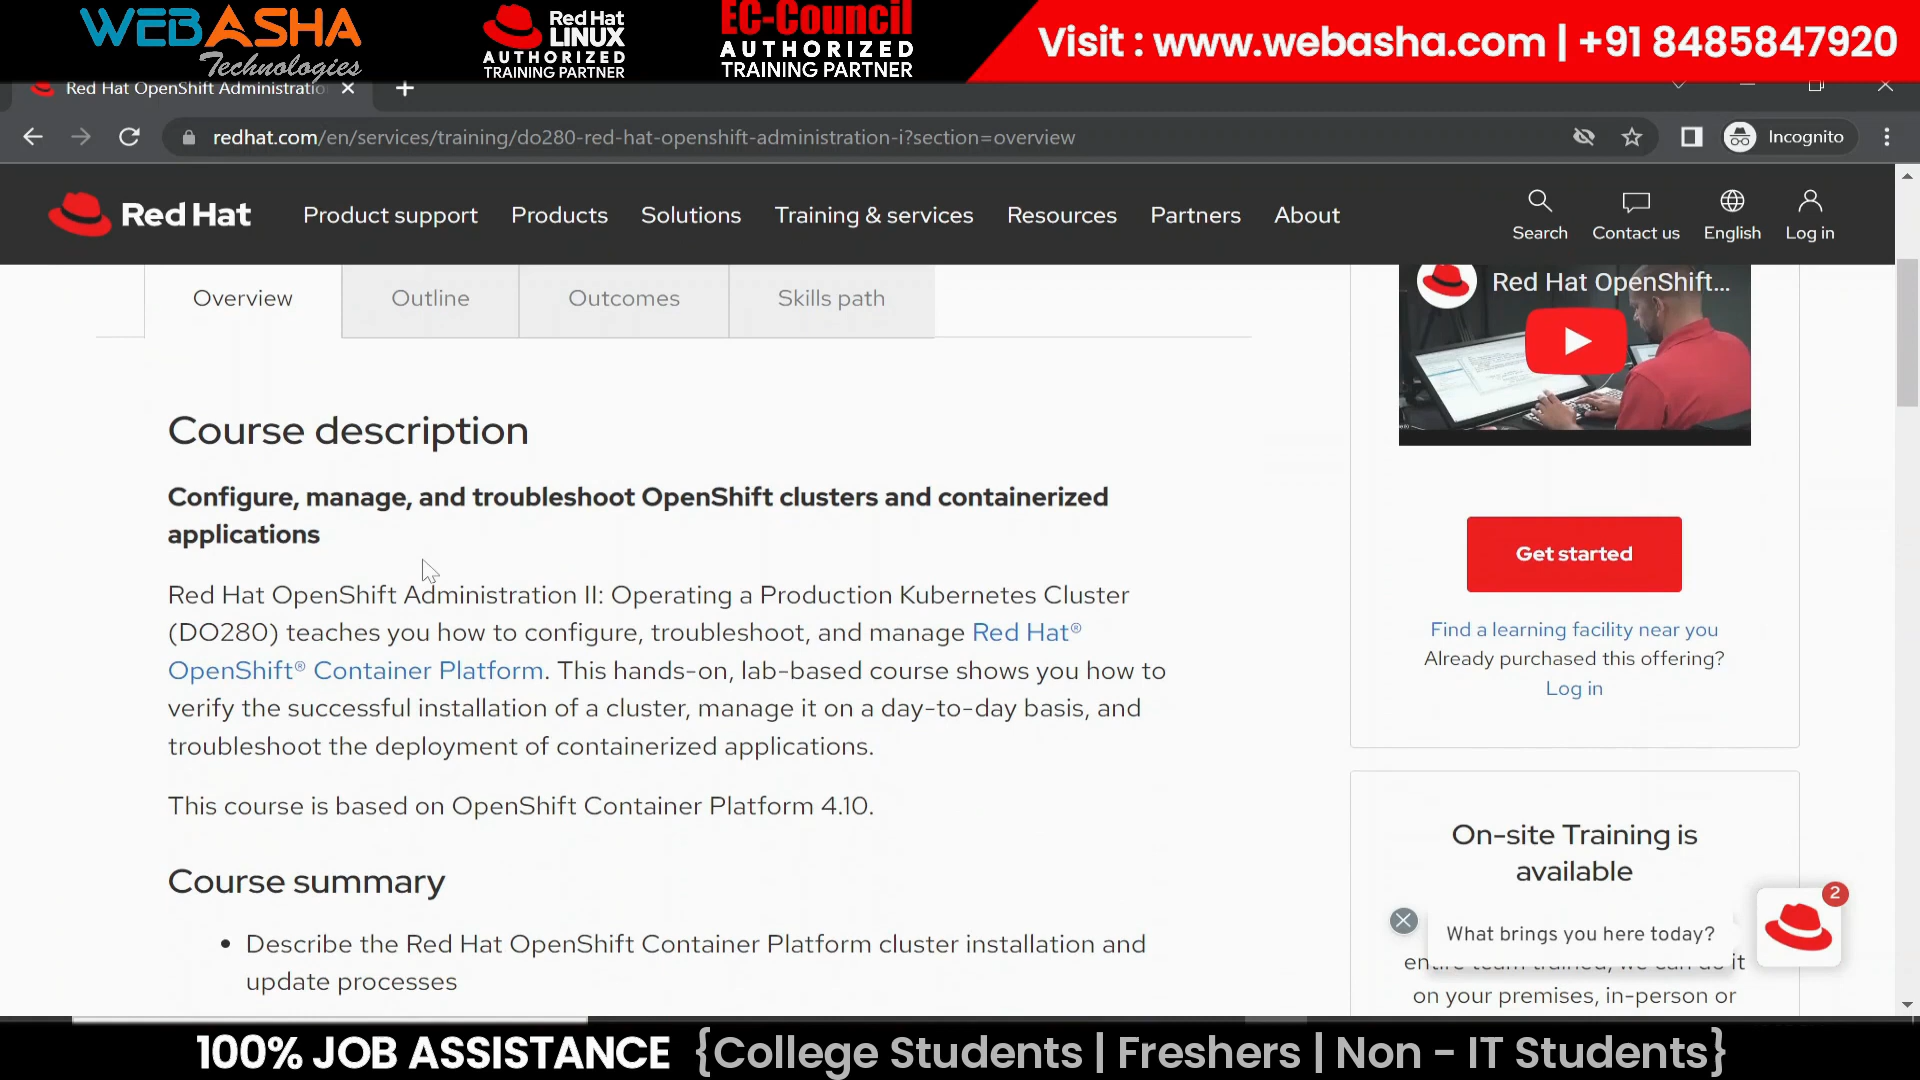 WEBASHA
Technologies
Red Hat
LINUX
AUTHORIZED
TRAINING PARTNER
EC-Council
AUTHORIZED
TRAINING PARTNER
Visit : www.webasha.com | +91 8485847920
Red Hat OpenShift Administratio
redhat.com/en/services/training/do280-red-hat-openshift-administration-i?section=overview
Incognito
Red Hat
Product support
Products
Solutions
Training & services
Resources
Partners
About
Search
Contact us
English
Log in
Overview
Outline
Outcomes
Skills path
Red Hat OpenShift...
Course description
Configure, manage, and troubleshoot OpenShift clusters and containerized
applications
Red Hat OpenShift Administration II: Operating a Production Kubernetes Cluster
(DO280) teaches you how to configure, troubleshoot, and manage Red Hat®
OpenShift® Container Platform. This hands-on, lab-based course shows you how to
verify the successful installation of a cluster, manage it on a day-to-day basis, and
troubleshoot the deployment of containerized applications.
This course is based on OpenShift Container Platform 4.10.
Course summary
• Describe the Red Hat OpenShift Container Platform cluster installation and
update processes
Get started
Find a learning facility near you
Already purchased this offering?
Log in
On-site Training is
available
2
What brings you here today?
entire team trained, we can do it
on your premises, in-person or
100% JOB ASSISTANCE {College Students | Freshers | Non - IT Students}